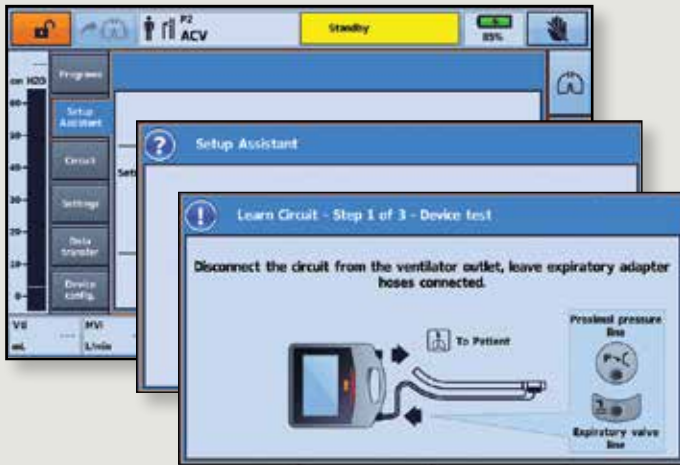 P2
ACV
Standby
85%
cm H2O
60
50
40
30
20
10
0
Programs
Setup
Assistant
Circuit
Settings
Data
transfer
Device
config.
Set
mL
MVi
L/min
Setup Assistant
Learn Circuit - Step 1 of 3 - Device test
Disconnect the circuit from the ventilator outlet, leave expiratory adapter
hoses connected.
To Patient
Proximal pressure
line
Expiratory valve
line